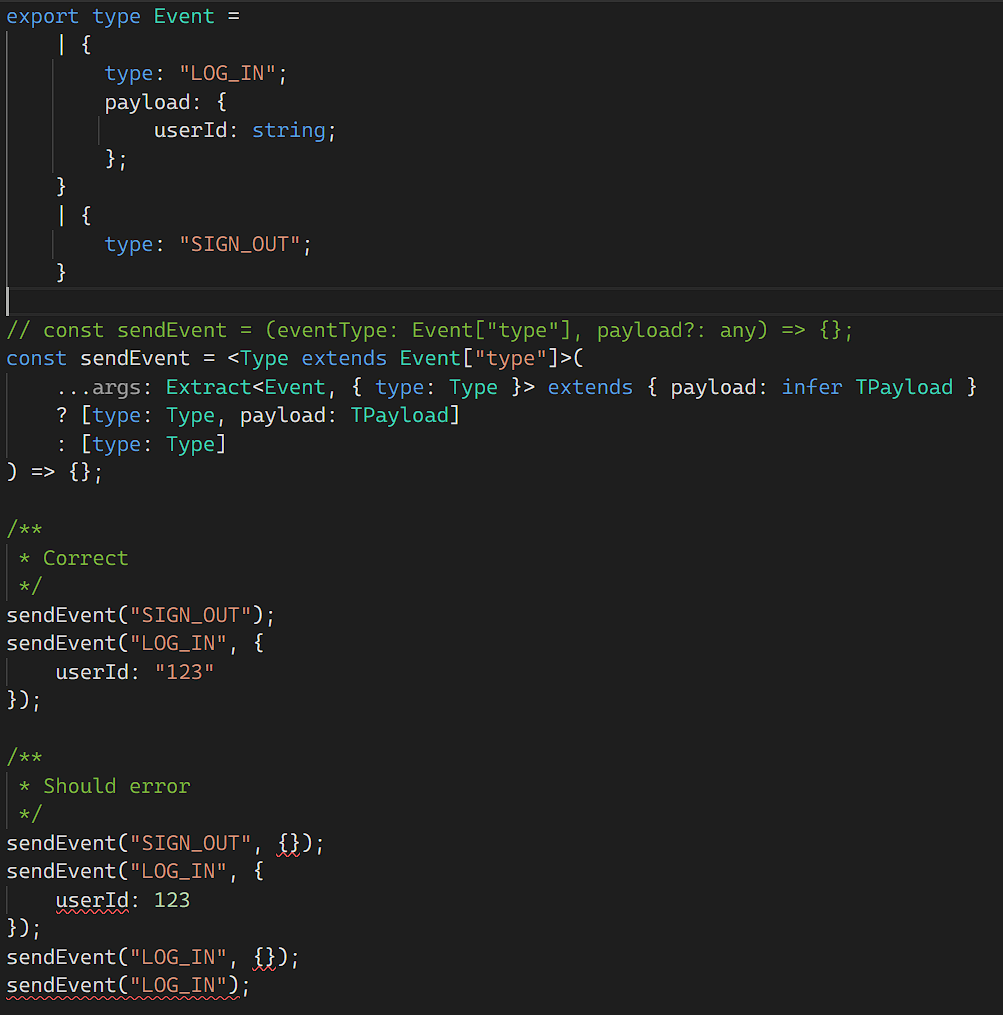 export type Event =
    | {
        type: "LOG_IN";
        payload: {
            userId: string;
        };
    }
    | {
        type: "SIGN_OUT";
    }

// const sendEvent = (eventType: Event["type"], payload?: any) => {};
const sendEvent = <Type extends Event["type"]>(
    ...args: Extract<Event, { type: Type }> extends { payload: infer TPayload }
    ? [type: Type, payload: TPayload]
    : [type: Type]
) => {};

/**
 * Correct
 */
sendEvent("SIGN_OUT");
sendEvent("LOG_IN", {
    userId: "123"
});

/**
 * Should error
 */
sendEvent("SIGN_OUT", {});
sendEvent("LOG_IN", {
    userId: 123
});
sendEvent("LOG_IN", {});
sendEvent("LOG_IN");